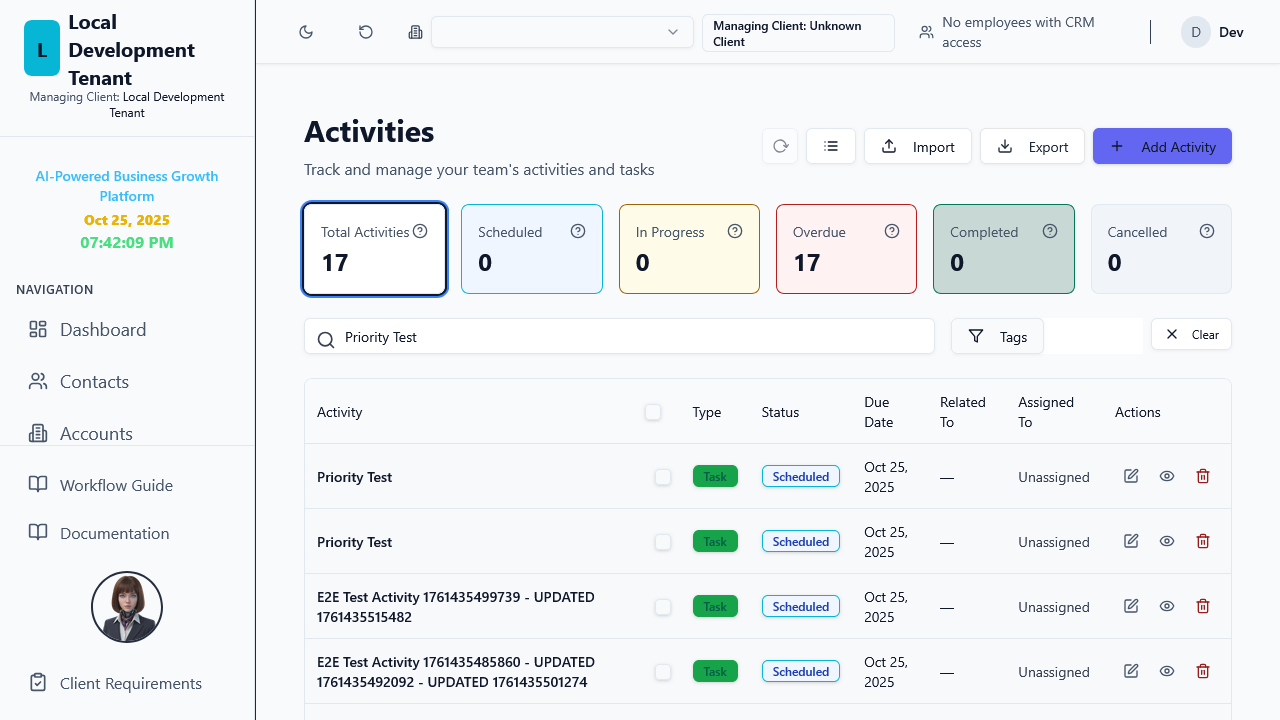 L
Local
Development
Tenant
Managing Client: Local Development
Tenant
AI-Powered Business Growth
Platform
Oct 25, 2025
07:42:09 PM
NAVIGATION
Dashboard
Contacts
Accounts
Workflow Guide
Documentation
Client Requirements
Managing Client: Unknown
Client
No employees with CRM
access
D
Dev
Activities
Track and manage your team's activities and tasks
Import
Export
Add Activity
Total Activities
17
Scheduled
0
In Progress
0
Overdue
17
Completed
0
Cancelled
0
Priority Test
Tags
Clear
Activity Type Status Due Date Related To Assigned To Actions
Priority Test Task Scheduled Oct 25, 2025 — Unassigned
Priority Test Task Scheduled Oct 25, 2025 — Unassigned
E2E Test Activity 1761435499739 - UPDATED
1761435515482 Task Scheduled Oct 25, 2025 — Unassigned
E2E Test Activity 1761435485860 - UPDATED
1761435492092 - UPDATED 1761435501274 Task Scheduled Oct 25, 2025 — Unassigned